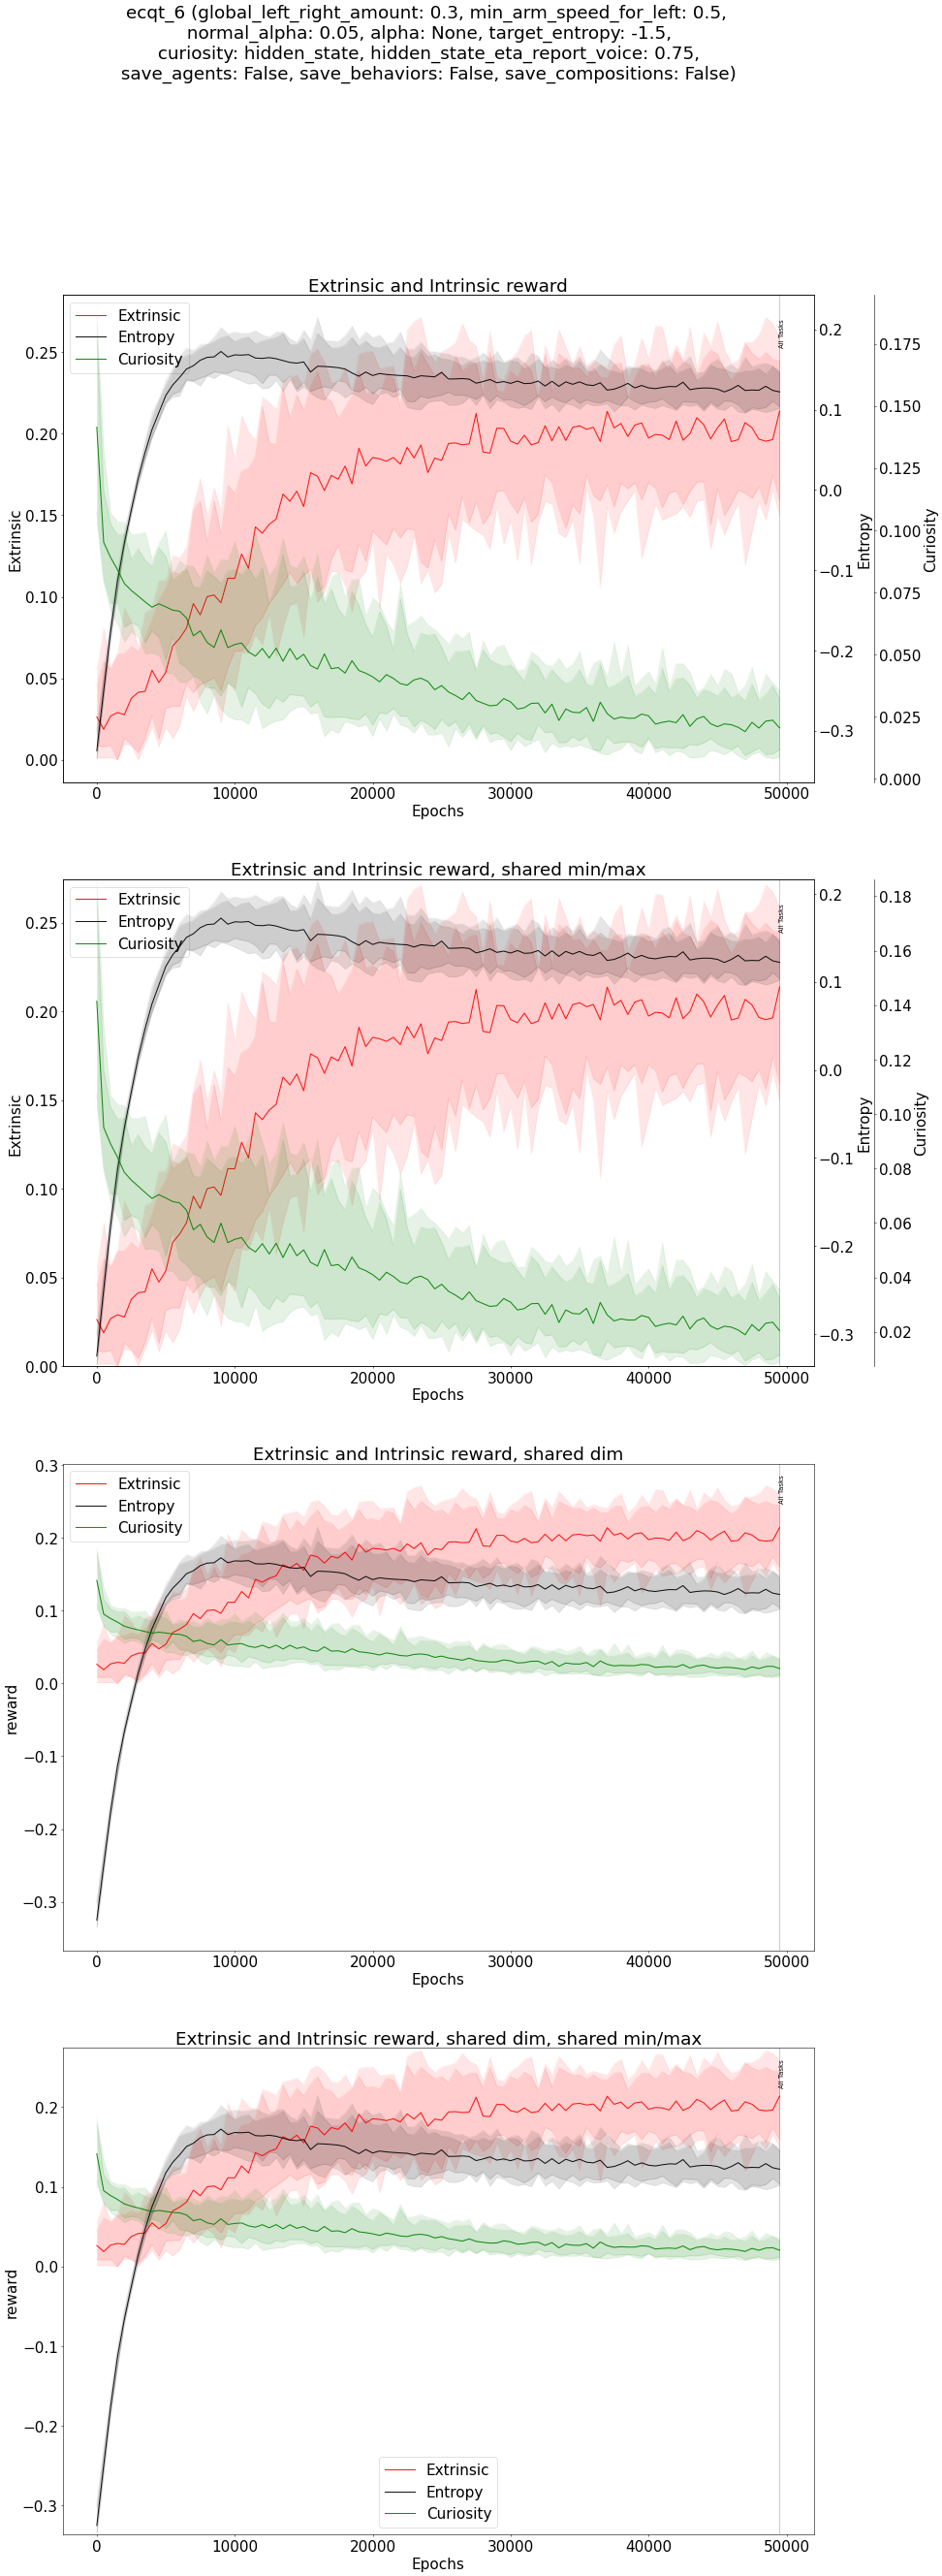 ecqt_6 (global_left_right_amount: 0.3, min_arm_speed_for_left: 0.5,
normal_alpha: 0.05, alpha: None, target_entropy: -1.5,
curiosity: hidden_state, hidden_state_eta_report_voice: 0.75,
save_agents: False, save_behaviors: False, save_compositions: False)
Extrinsic and Intrinsic reward
Extrinsic
Entropy
Curiosity
All Tasks
0.25
0.20
0.15
0.10
0.05
0.00
Extrinsic
0.2
0.1
0.0
−0.1
−0.2
−0.3
Entropy
0.175
0.150
0.125
0.100
0.075
0.050
0.025
0.000
Curiosity
0 10000 20000 30000 40000 50000
Epochs
Extrinsic and Intrinsic reward, shared min/max
Extrinsic
Entropy
Curiosity
All Tasks
0.25
0.20
0.15
0.10
0.05
0.00
Extrinsic
0.2
0.1
0.0
−0.1
−0.2
−0.3
Entropy
0.18
0.16
0.14
0.12
0.10
0.08
0.06
0.04
0.02
Curiosity
0 10000 20000 30000 40000 50000
Epochs
Extrinsic and Intrinsic reward, shared dim
Extrinsic
Entropy
Curiosity
All Tasks
0.3
0.2
0.1
0.0
−0.1
−0.2
−0.3
reward
0 10000 20000 30000 40000 50000
Epochs
Extrinsic and Intrinsic reward, shared dim, shared min/max
All Tasks
0.2
0.1
0.0
−0.1
−0.2
−0.3
reward
Extrinsic
Entropy
Curiosity
0 10000 20000 30000 40000 50000
Epochs